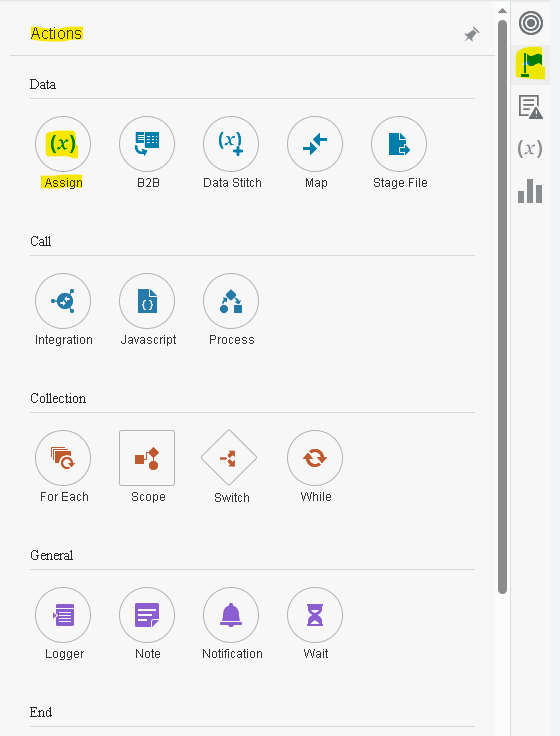 Actions
Data
(x)
(x)
(x)
Assign B2B Data Stitch Map Stage File
Call
{}
Integration Javascript Process
Collection
For Each Scope Switch While
General
Logger Note Notification Wait
End